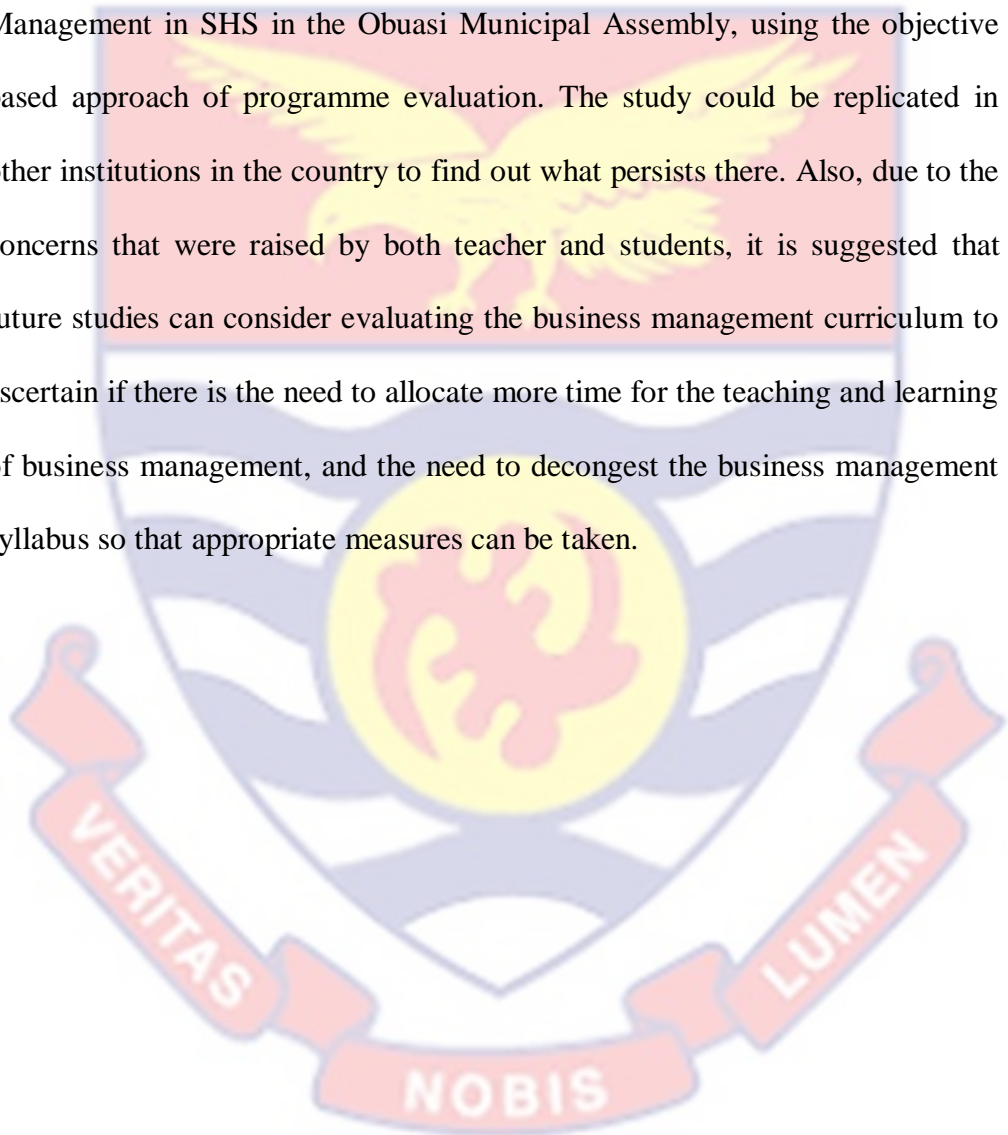 Management in SHS in the Obuasi Municipal Assembly, using the objective
based approach of programme evaluation. The study could be replicated in
other institutions in the country to find out what persists there. Also, due to the
concerns that were raised by both teacher and students, it is suggested that
future studies can consider evaluating the business management curriculum to
ascertain if there is the need to allocate more time for the teaching and learning
of business management, and the need to decongest the business management
syllabus so that appropriate measures can be taken.
VERITAS
NOBIS
LUMEN